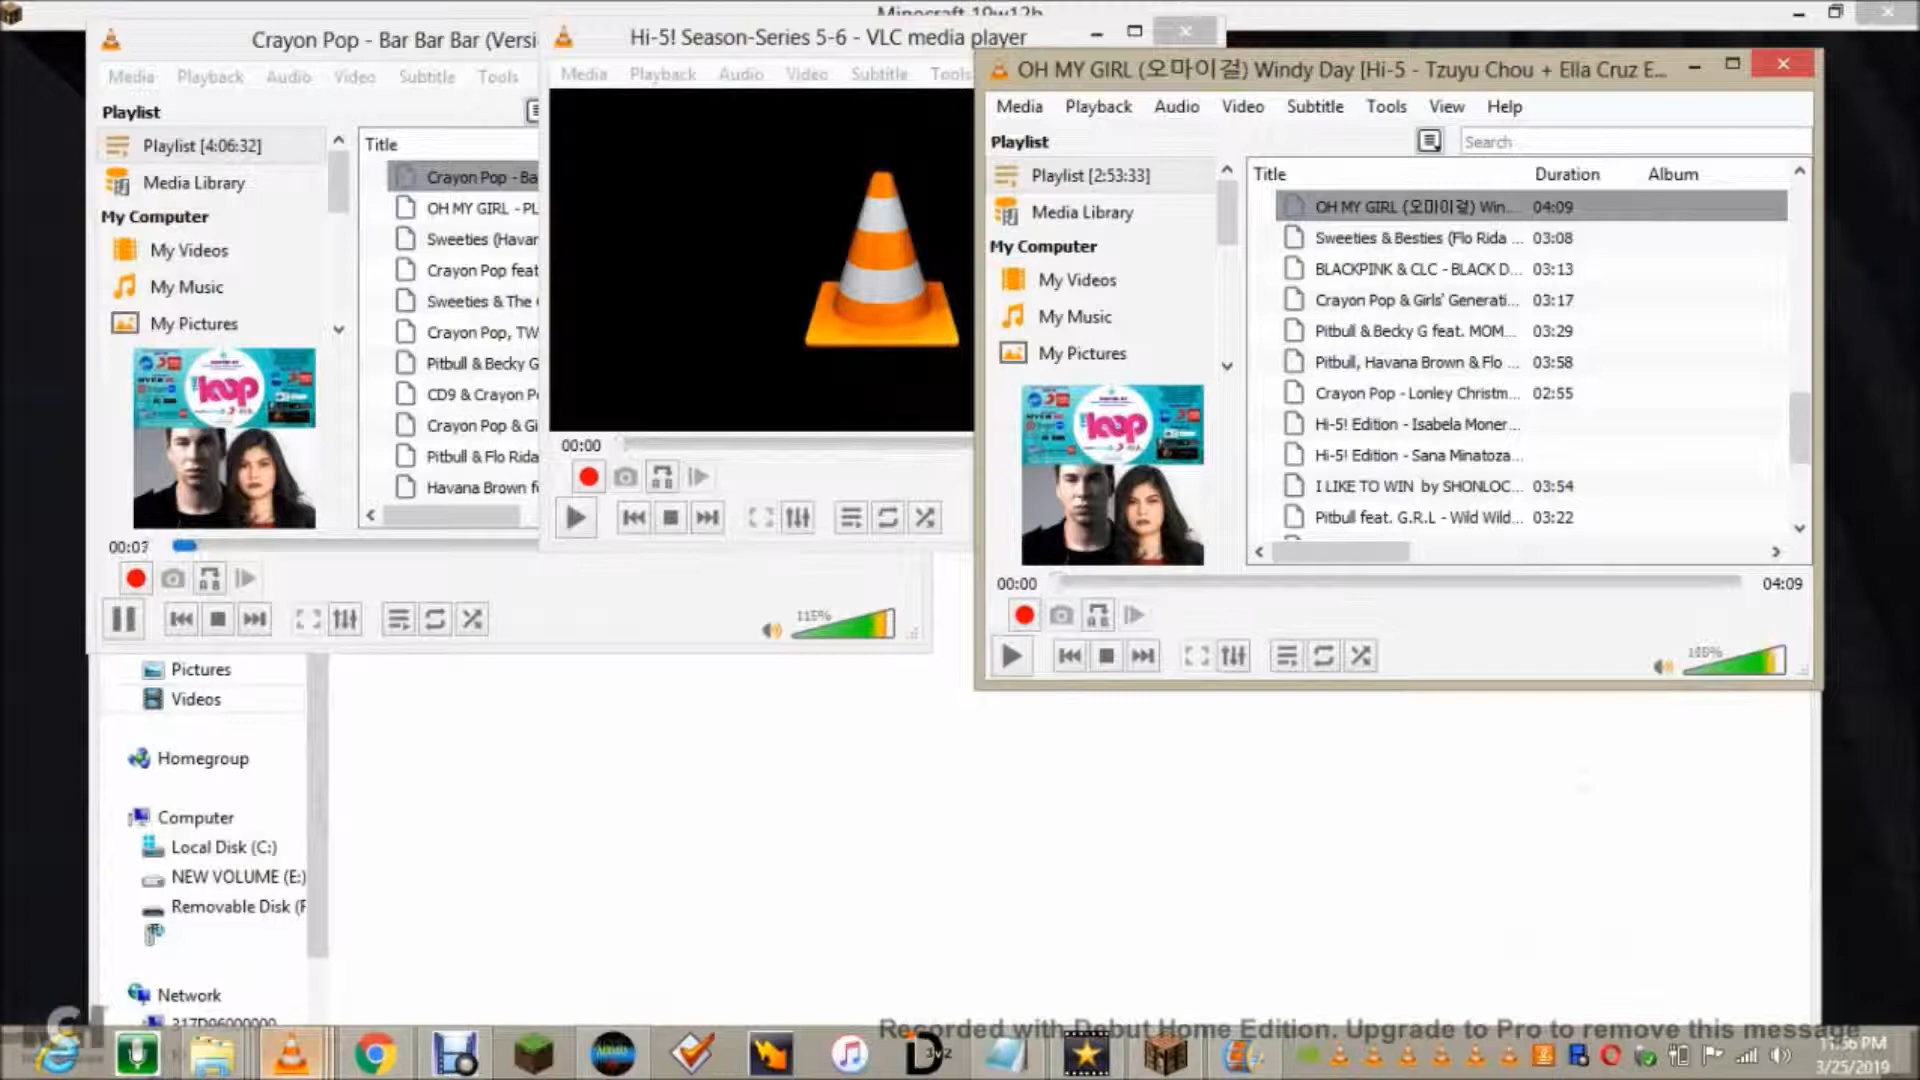 Minecraft 19w12b
Crayon Pop - Bar Bar Bar (Versi
Media Playback Audio Video Subtitle Tools
Playlist
Playlist [4:06:32]
Media Library
My Computer
My Videos
My Music
My Pictures
loop
Title
Crayon Pop - Ba
OH MY GIRL - PL
Sweeties (Havar
Crayon Pop feat
Sweeties & The
Crayon Pop, TW
Pitbull & Becky G
CD9 & Crayon P
Crayon Pop & Gi
Pitbull & Flo Rida
Havana Brown f
00:03
115%
Hi-5! Season-Series 5-6 - VLC media player
Media Playback Audio Video Subtitle Tools
00:00
OH MY GIRL (오마이걸) Windy Day [Hi-5 - Tzuyu Chou + Ella Cruz E...
Media Playback Audio Video Subtitle Tools View Help
Playlist
Search
Playlist [2:53:33]
Media Library
My Computer
My Videos
My Music
My Pictures
loop
Title Duration Album
OH MY GIRL (오마이걸) Win... 04:09
Sweeties & Besties (Flo Rida ... 03:08
BLACKPINK & CLC - BLACK D... 03:13
Crayon Pop & Girls' Generati... 03:17
Pitbull & Becky G feat. MOM... 03:29
Pitbull, Havana Brown & Flo ... 03:58
Crayon Pop - Lonley Christm... 02:55
Hi-5! Edition - Isabela Moner...
Hi-5! Edition - Sana Minatoza...
I LIKE TO WIN by SHONLOC... 03:54
Pitbull feat. G.R.L - Wild Wild... 03:22
00:00 04:09
100%
Pictures
Videos
Homegroup
Computer
Local Disk (C:)
NEW VOLUME (E:)
Removable Disk (F
Network
317D96000000
Recorded with Debut Home Edition. Upgrade to Pro to remove this message
11:56 PM
3/25/2019